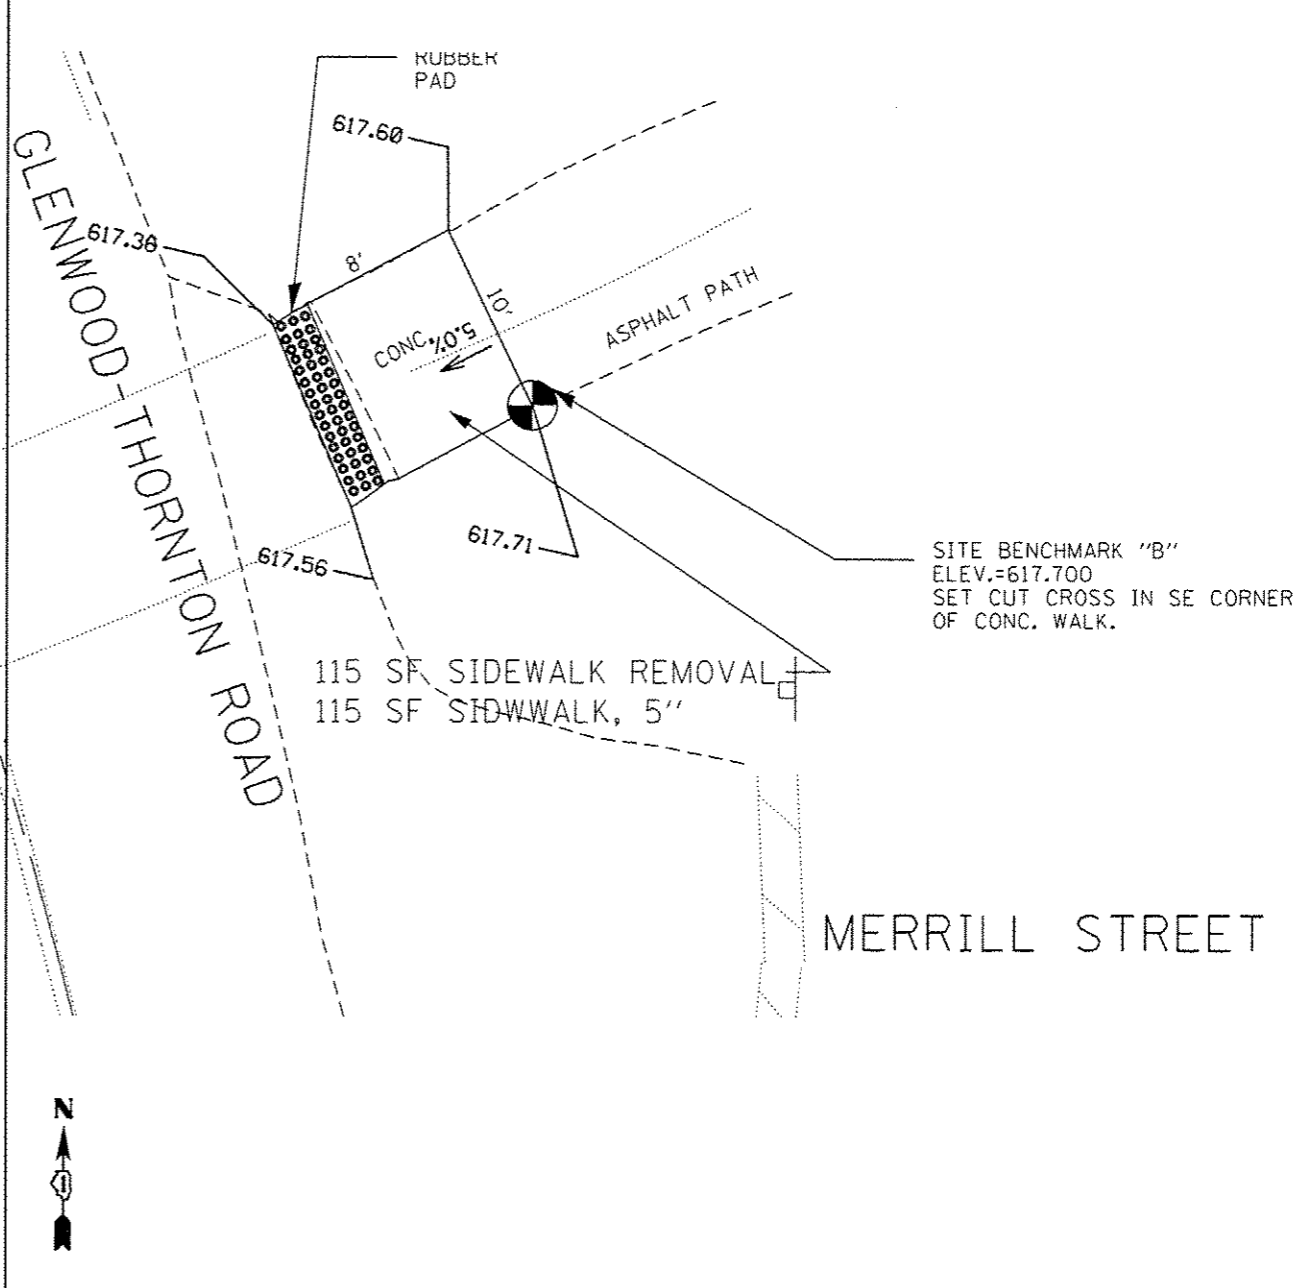 RUBBER
PAD
617.60
617.36
8'
10'
CONC.
5.0%
ASPHALT PATH
GLENWOOD-THORNTON ROAD
617.71
617.56
SITE BENCHMARK "B"
ELEV.=617.700
SET CUT CROSS IN SE CORNER
OF CONC. WALK.
115 SF SIDEWALK REMOVAL
115 SF SIDWWALK, 5"
MERRILL STREET
N